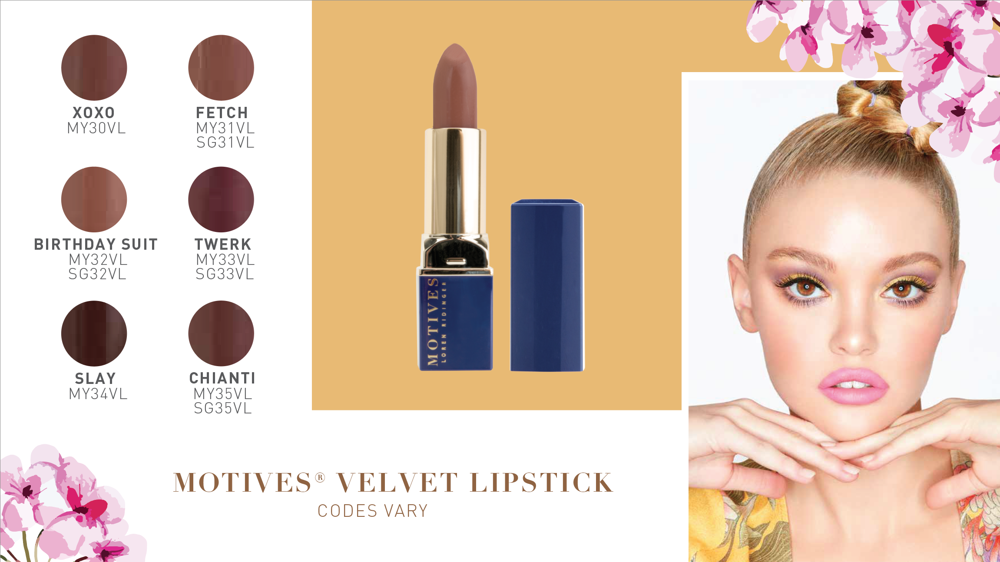 XOXO
MY30VL
FETCH
MY31VL
SG31VL
BIRTHDAY SUIT
MY32VL
SG32VL
TWERK
MY33VL
SG33VL
SLAY
MY34VL
CHIANTI
MY35VL
SG35VL
MOTIVES
LOREN RIDINGER
MOTIVES® VELVET LIPSTICK
CODES VARY